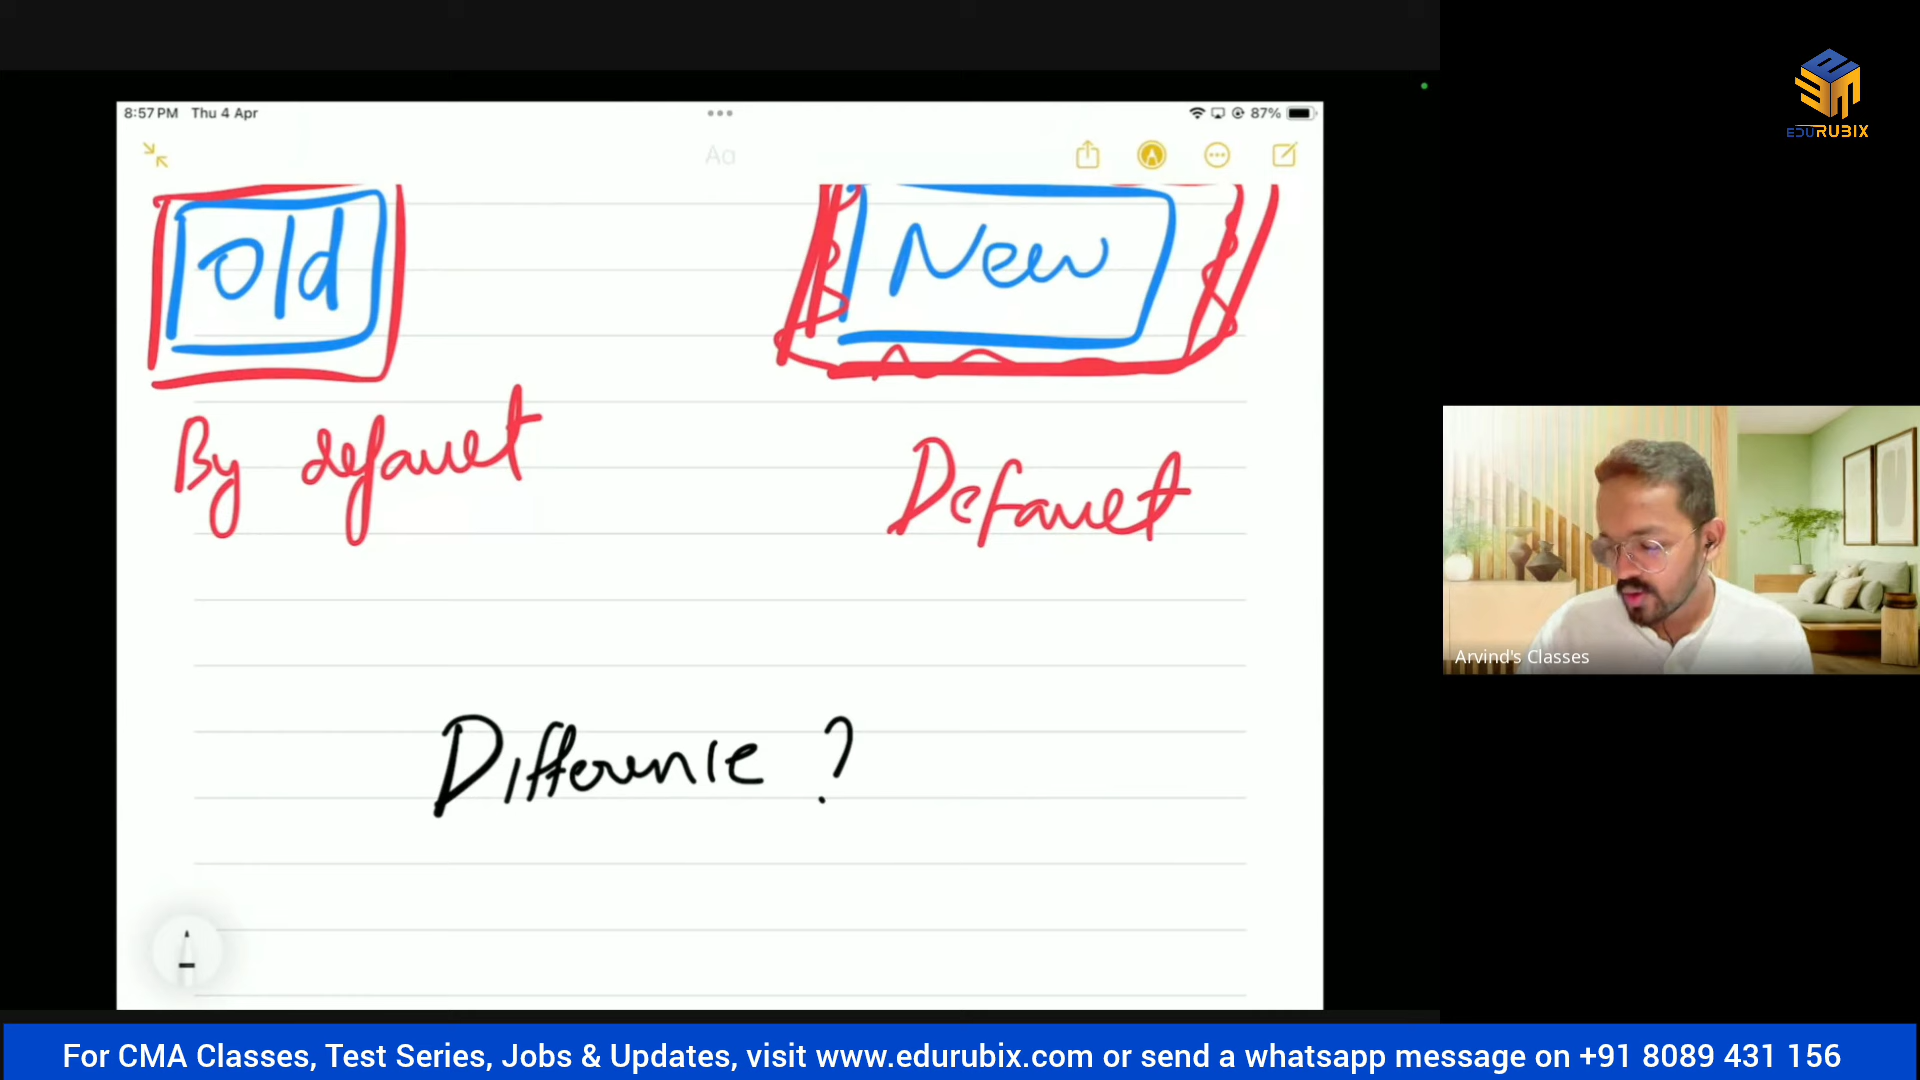 8:57 PM Thu 4 Apr
87%
Aa
EDURUBIX
Old
New
By default
Default
Difference ?
Arvind's Classes
For CMA Classes, Test Series, Jobs & Updates, visit www.edurubix.com or send a whatsapp message on +91 8089 431 156